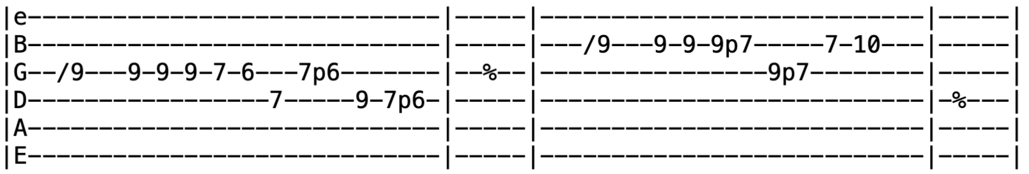 |e-----------------------------|-----|---------------------------|-----|
|B-----------------------------|-----|---/9---9-9-9p7-----7-10---|-----|
|G--/9---9-9-9-7-6---7p6-------|--%--|----------------9p7--------|-----|
|D-----------------7-----9-7p6-|-----|---------------------------|-%---|
|A-----------------------------|-----|---------------------------|-----|
|E-----------------------------|-----|---------------------------|-----|